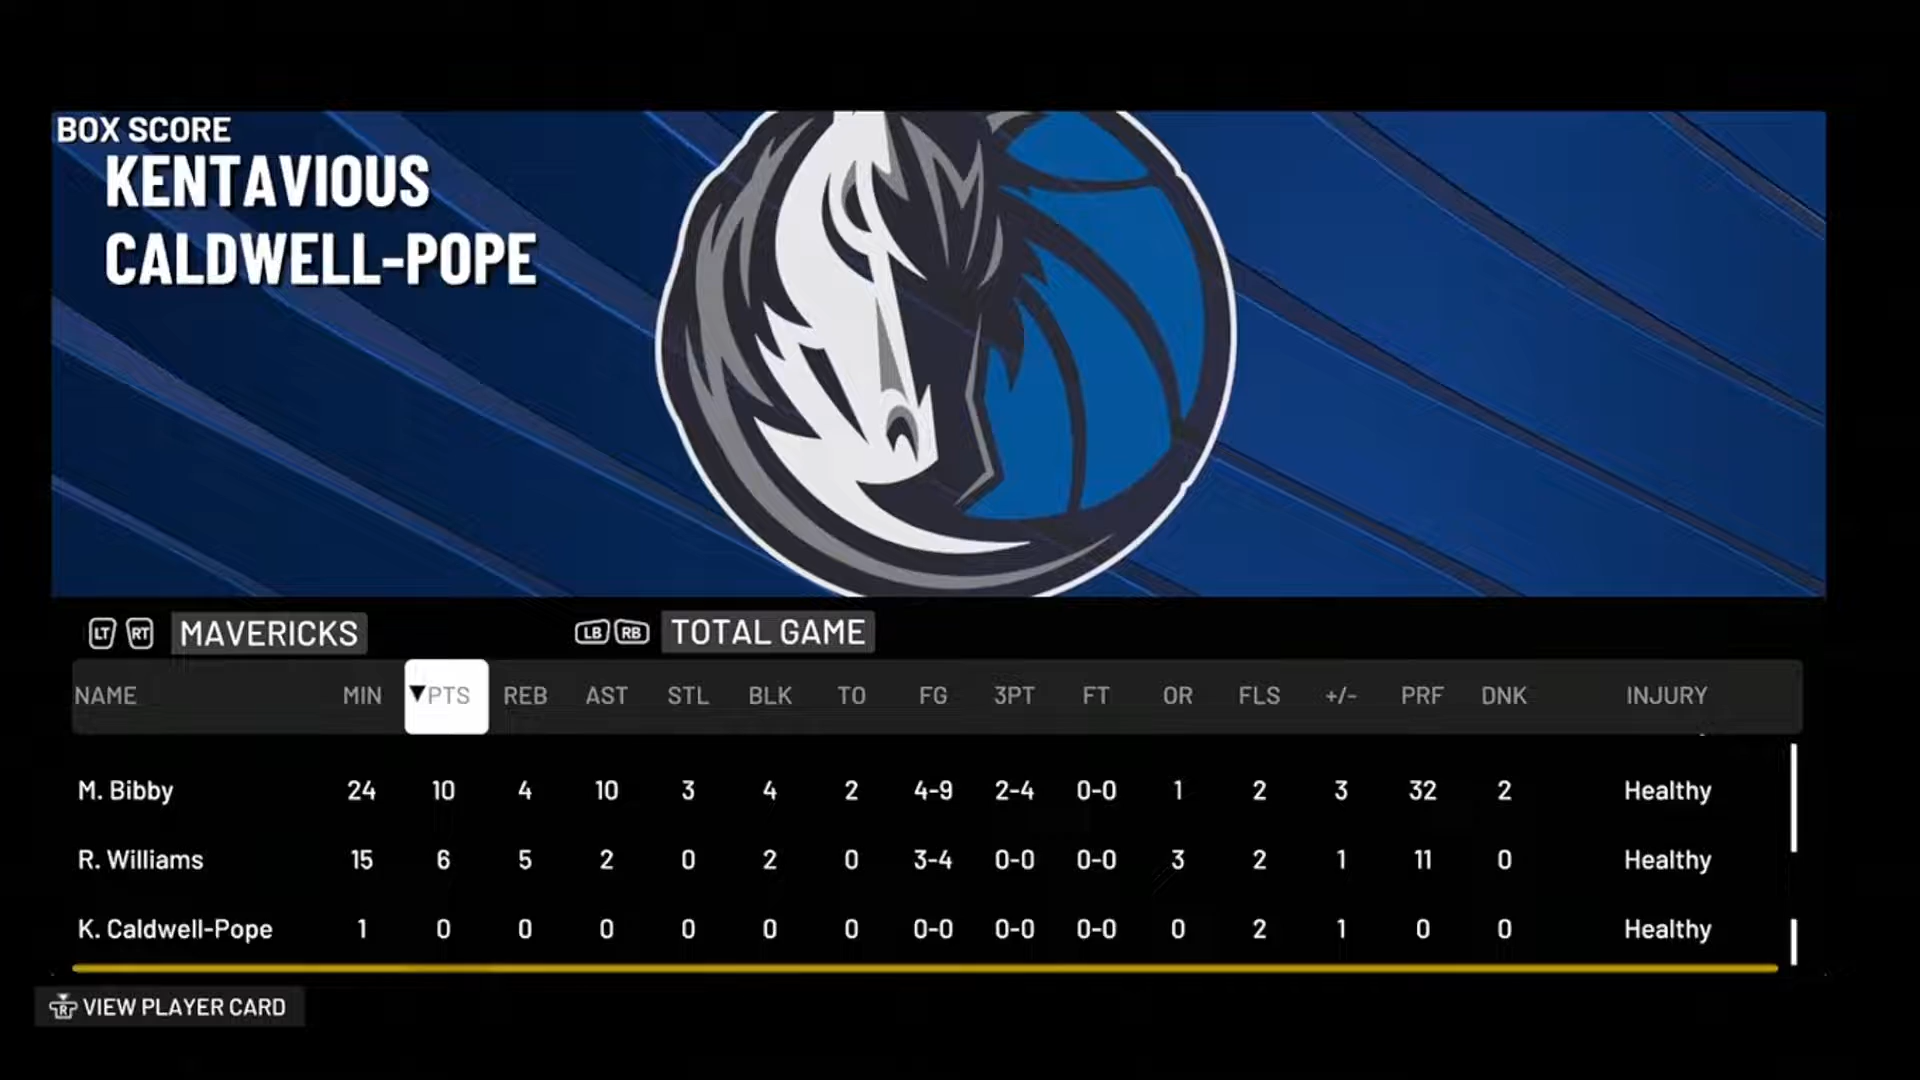 BOX SCORE
KENTAVIOUS
CALDWELL-POPE
LT RT MAVERICKS LB RB TOTAL GAME
NAME MIN ▼PTS REB AST STL BLK TO FG 3PT FT OR FLS +/- PRF DNK INJURY
M. Bibby 24 10 4 10 3 4 2 4-9 2-4 0-0 1 2 3 32 2 Healthy
R. Williams 15 6 5 2 0 2 0 3-4 0-0 0-0 3 2 1 11 0 Healthy
K. Caldwell-Pope 1 0 0 0 0 0 0 0-0 0-0 0-0 0 2 1 0 0 Healthy
R VIEW PLAYER CARD